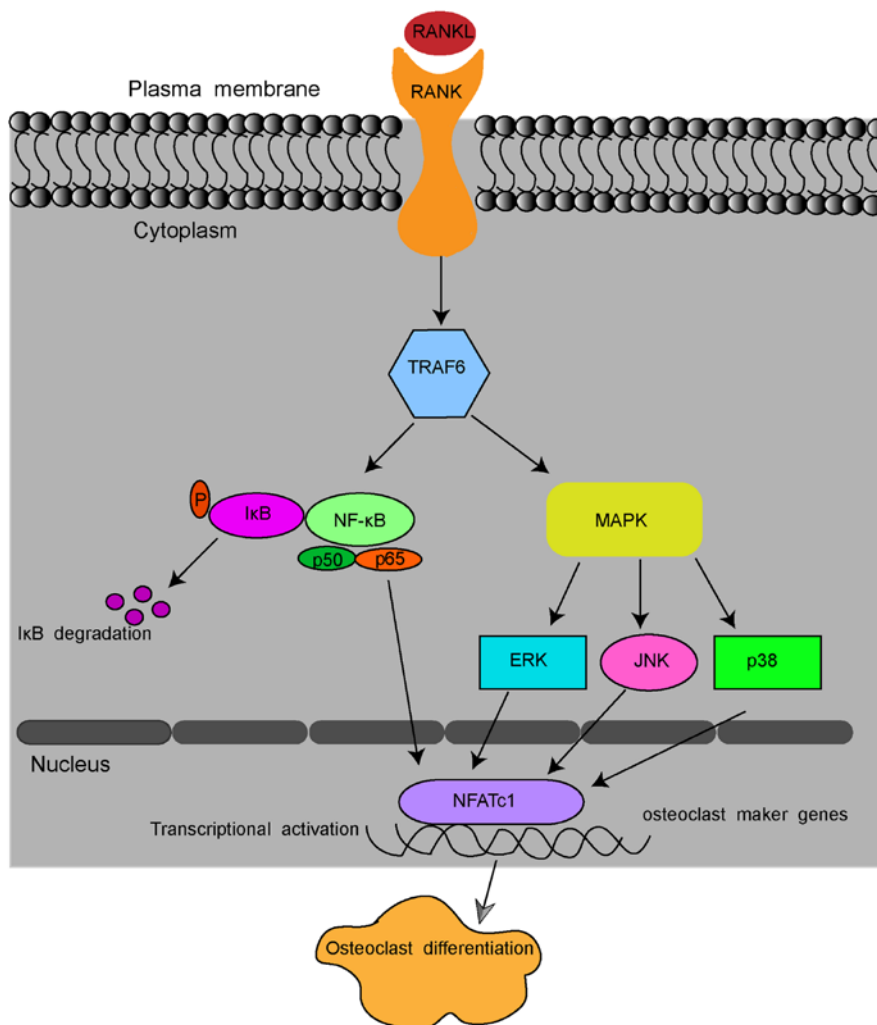 RANKL
Plasma membrane
RANK
Cytoplasm
TRAF6
P
IκB
NF-κB
MAPK
p50
p65
IκB degradation
ERK
JNK
p38
Nucleus
NFATc1
Transcriptional activation
osteoclast maker genes
Osteoclast differentiation